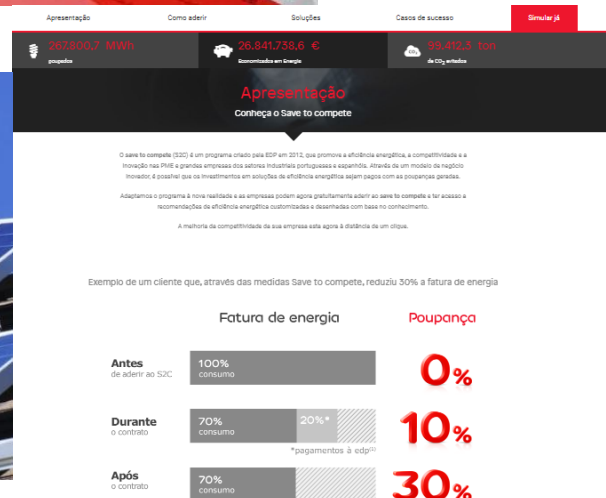 Apresentação
Como aderir
Soluções
Casos de sucesso
Simular já
267.800,7 MWh
poupados
26.841.738,6 €
Economizados em Energia
99.412,3 ton
de CO₂ evitados
Apresentação
Conheça o Save to compete
O save to compete (S2C) é um programa criado pela EDP em 2012, que promove a eficiência energética, a competitividade e a
inovação nas PME e grandes empresas dos setores industriais portugueses e espanhóis. Através de um modelo de negócio
inovador, é possível que os investimentos em soluções de eficiência energética sejam pagos com as poupanças geradas.
Adaptamos o programa à nova realidade e as empresas podem agora gratuitamente aderir ao save to compete e ter acesso a
recomendações de eficiência energética customizadas e desenhadas com base no conhecimento.
A melhoria da competitividade da sua empresa está agora à distância de um clique.
Exemplo de um cliente que, através das medidas Save to compete, reduziu 30% a fatura de energia
Fatura de energia
Poupança
Antes
de aderir ao S2C
100%
consumo
0%
Durante
o contrato
70%
consumo
20%*
10%
*pagamentos à edp(1)
Após
o contrato
70%
consumo
30%